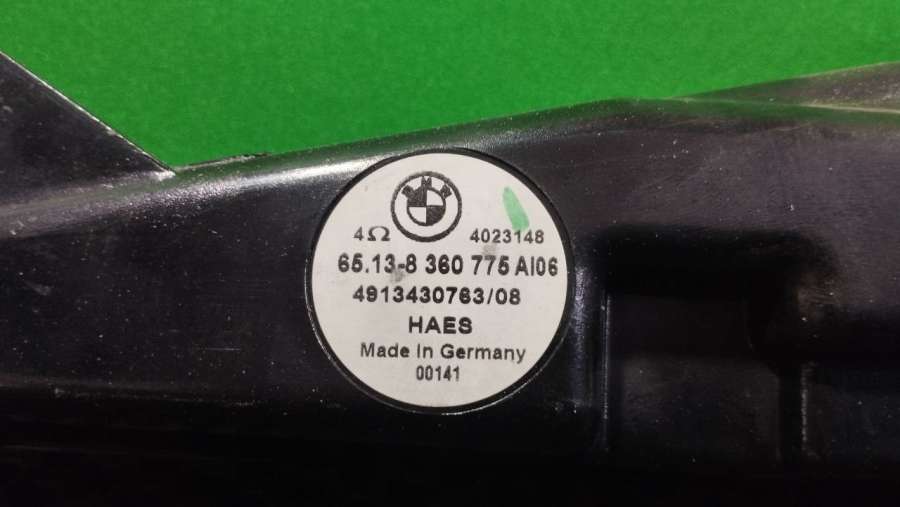 BMW
4Ω 4023148
65.13-8 360 775 AI06
4913430763/08
HAES
Made In Germany
00141